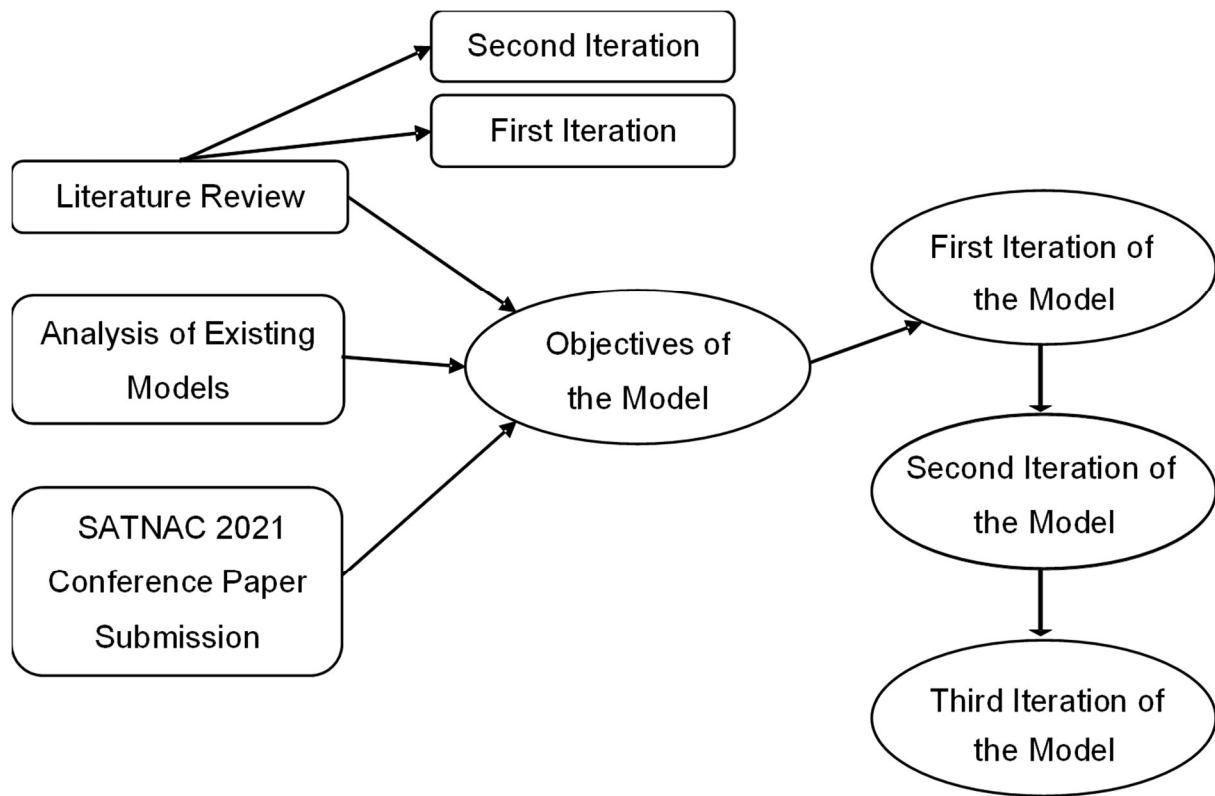 Second Iteration
First Iteration
Literature Review
Analysis of Existing
Models
SATNAC 2021
Conference Paper
Submission
Objectives of
the Model
First Iteration of
the Model
Second Iteration of
the Model
Third Iteration of
the Model